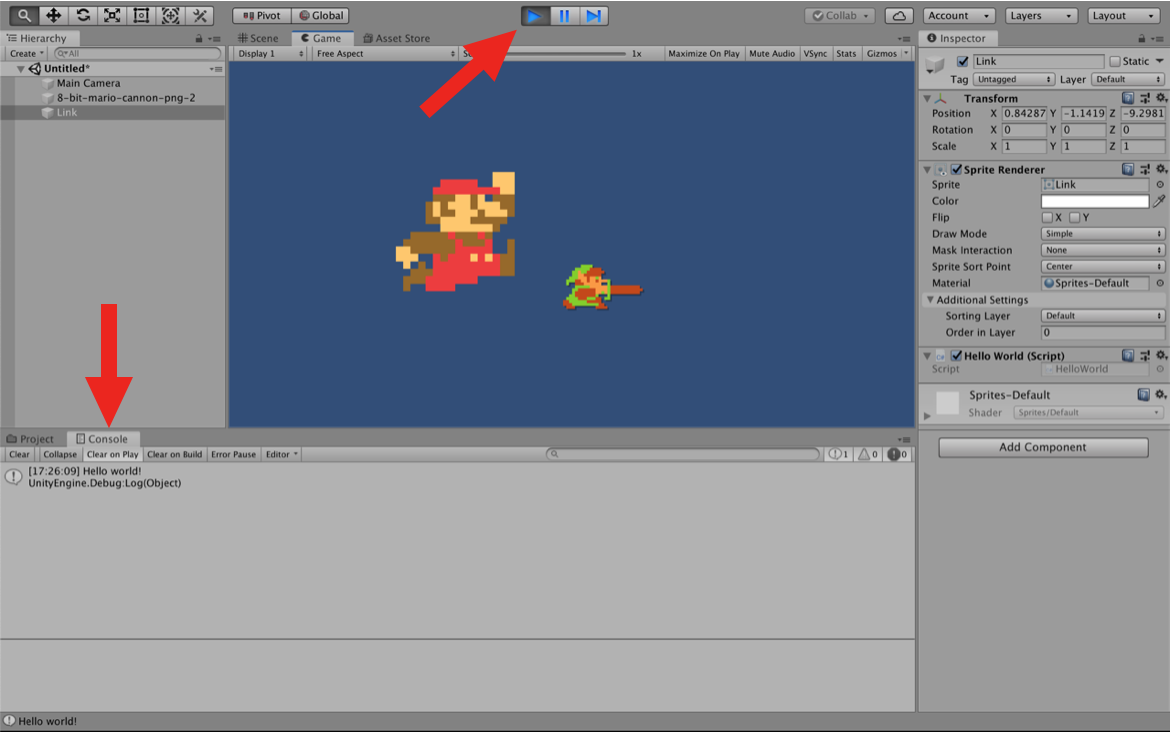 Pivot Global Collab Account Layers Layout
Hierarchy
Create All
Untitled*
Main Camera
8-bit-mario-cannon-png-2
Link
Scene Game Asset Store
Display 1 Free Aspect 1x Maximize On Play Mute Audio VSync Stats Gizmos
Inspector
Link Static
Tag Untagged Layer Default
Transform
Position X 0.84287 Y -1.1419 Z -9.2981
Rotation X 0 Y 0 Z 0
Scale X 1 Y 1 Z 1
Sprite Renderer
Sprite Link
Color
Flip X Y
Draw Mode Simple
Mask Interaction None
Sprite Sort Point Center
Material Sprites-Default
Additional Settings
Sorting Layer Default
Order in Layer 0
Hello World (Script)
Script HelloWorld
Sprites-Default
Shader Sprites/Default
Add Component
Project Console
Clear Collapse Clear on Play Clear on Build Error Pause Editor 1 0 0
[17:26:09] Hello world!
UnityEngine.Debug:Log(Object)
Hello world!